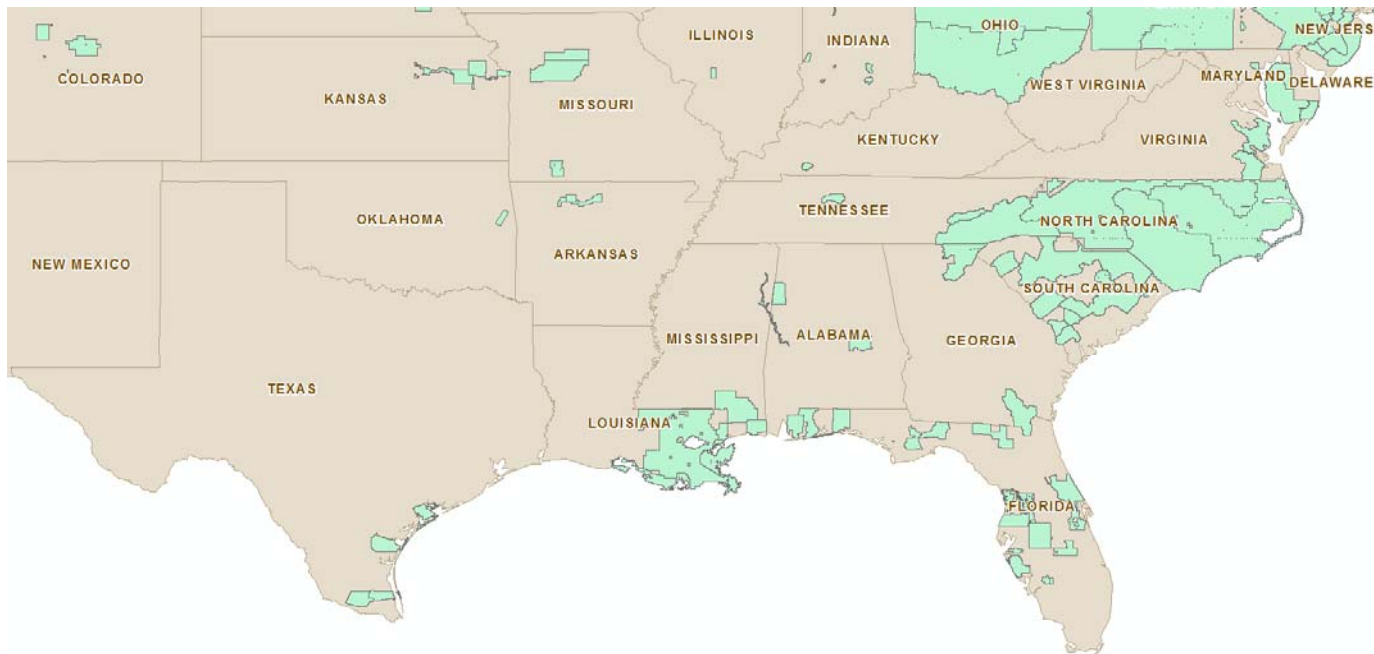 OHIO
ILLINOIS
INDIANA
NEW JERS
COLORADO
MARYLAND
DELAWARE
WEST VIRGINIA
KANSAS
MISSOURI
KENTUCKY
VIRGINIA
TENNESSEE
OKLAHOMA
NORTH CAROLINA
ARKANSAS
NEW MEXICO
SOUTH CAROLINA
MISSISSIPPI
ALABAMA
GEORGIA
TEXAS
LOUISIANA
FLORIDA